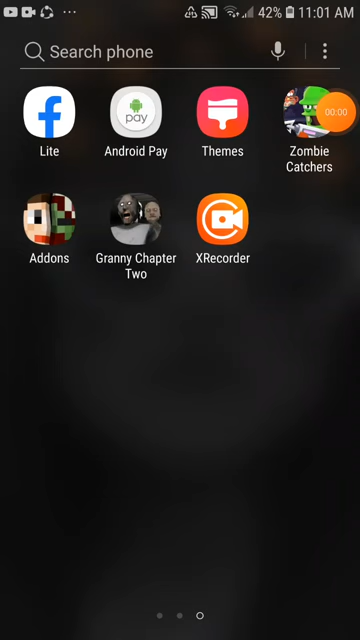 42% 11:01 AM
Search phone
00:00
Lite
Android Pay
Themes
Zombie
Catchers
pay
Addons
Granny Chapter
Two
XRecorder